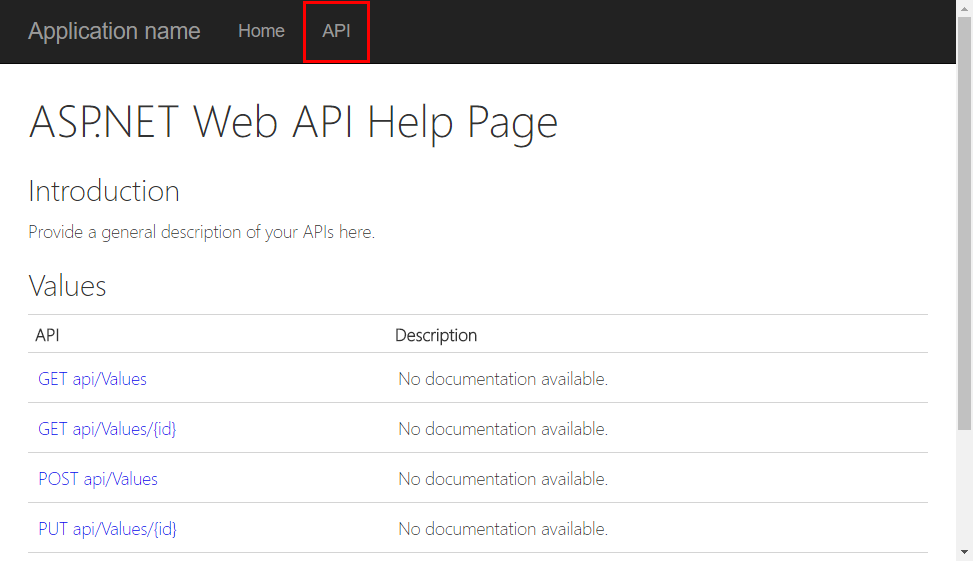 Application name Home API
ASP.NET Web API Help Page
Introduction
Provide a general description of your APIs here.
Values
API Description
GET api/Values No documentation available.
GET api/Values/{id} No documentation available.
POST api/Values No documentation available.
PUT api/Values/{id} No documentation available.